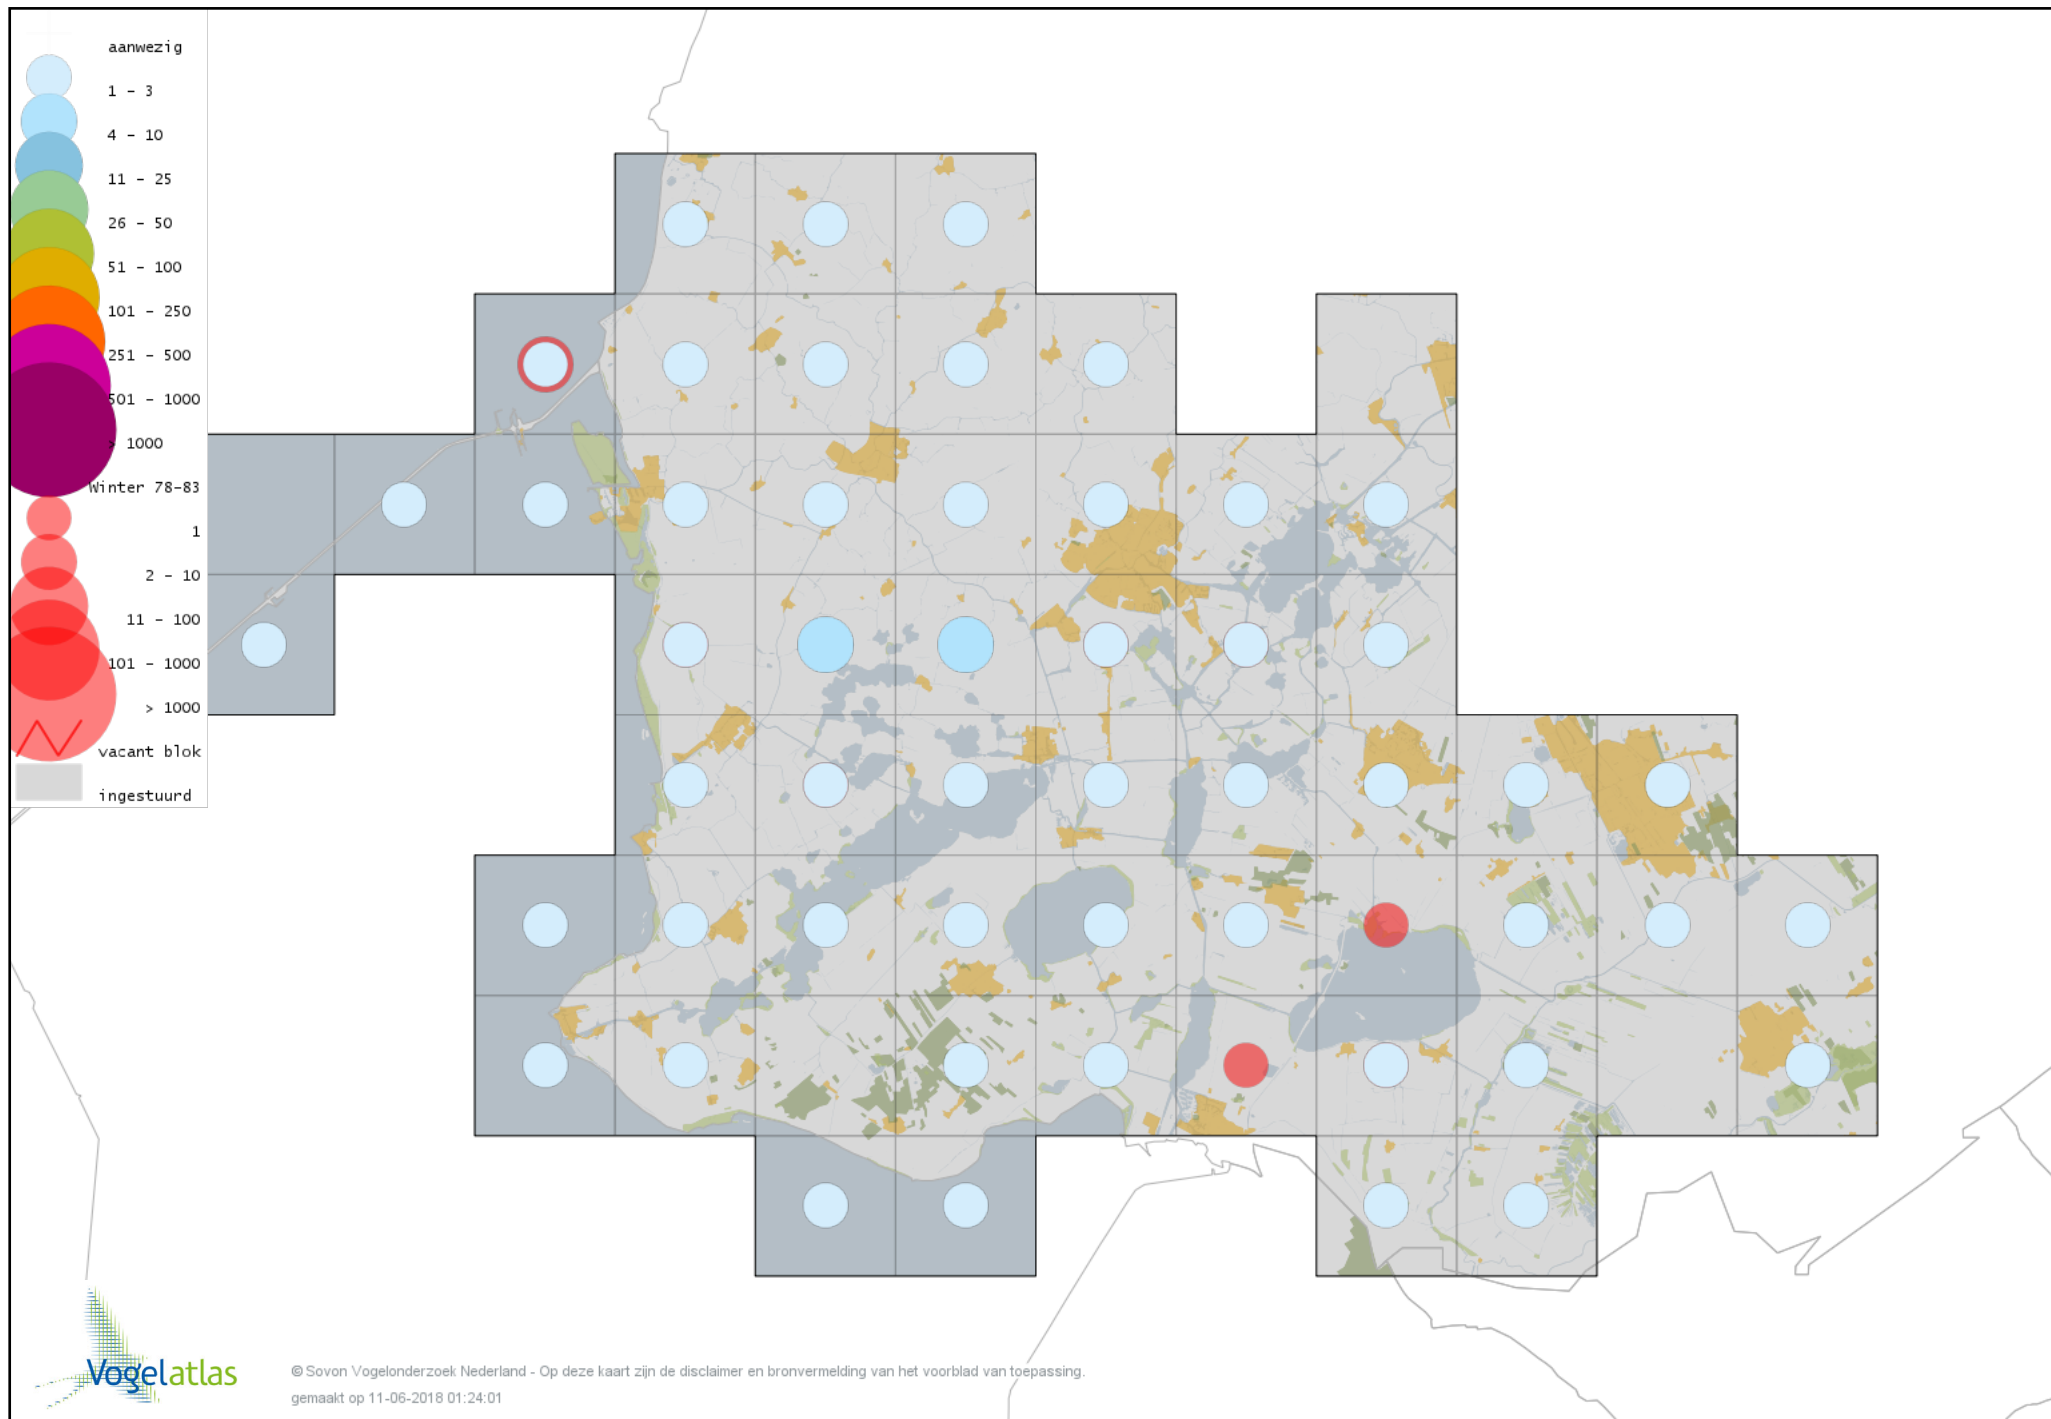 aanwezig
1 - 3
4 - 10
11 - 25
26 - 50
51 - 100
101 - 250
251 - 500
501 - 1000
> 1000
Winter 78-83
1
2 - 10
11 - 100
101 - 1000
> 1000
vacant blok
ingestuurd
Vogelatlas
© Sovon Vogelonderzoek Nederland - Op deze kaart zijn de disclaimer en bronvermelding van het voorblad van toepassing.
gemaakt op 11-06-2018 01:24:01